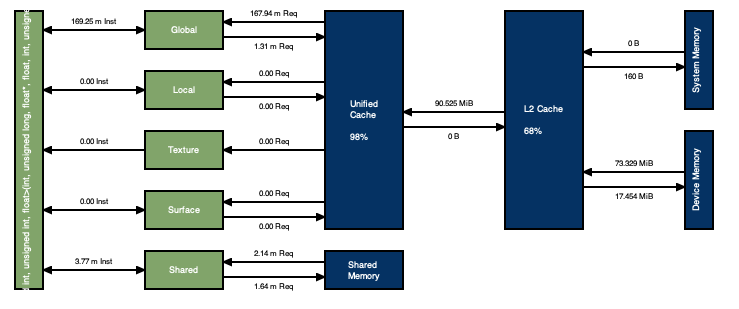 int, unsigned int, float>(int, unsigned long, float*, float, int,
169.25 m Inst
Global
167.94 m Req
1.31 m Req
0.00 Inst
Local
0.00 Req
0.00 Req
0.00 Inst
Texture
0.00 Req
0.00 Inst
Surface
0.00 Req
0.00 Req
3.77 m Inst
Shared
2.14 m Req
1.64 m Req
Unified
Cache
98%
Shared
Memory
90.525 MiB
0 B
L2 Cache
68%
0 B
160 B
System Memory
73.329 MiB
17.454 MiB
Device Memory